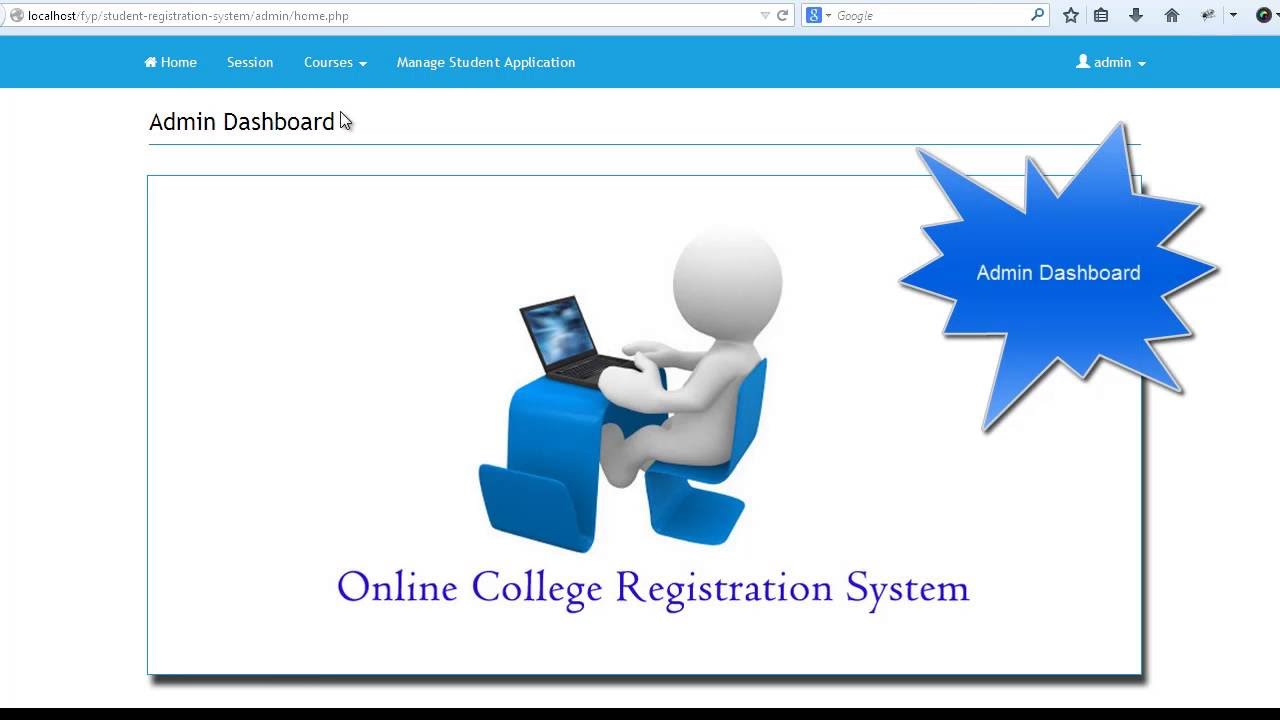 localhost/fyp/student-registration-system/admin/home.php
Google
Home Session Courses Manage Student Application admin
Admin Dashboard
Admin Dashboard
Online College Registration System